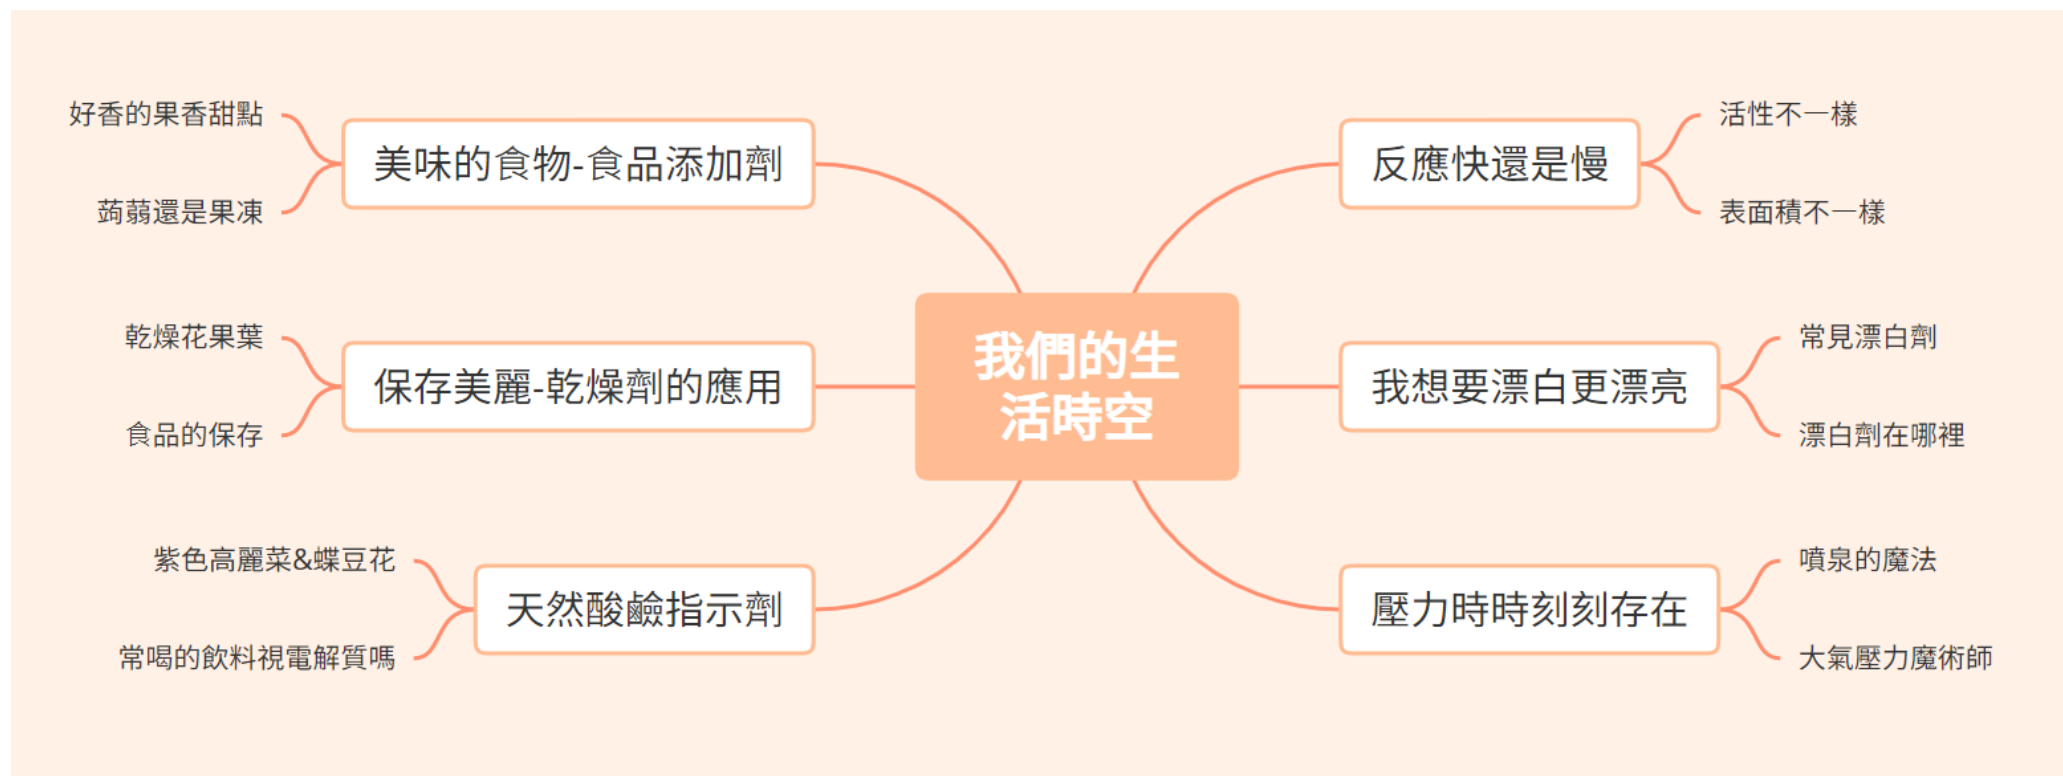 好香的果香甜點
蒟蒻還是果凍
美味的食物-食品添加劑
乾燥花果葉
食品的保存
保存美麗-乾燥劑的應用
紫色高麗菜&蝶豆花
常喝的飲料視電解質嗎
天然酸鹼指示劑
我們的生
活時空
反應快還是慢
活性不一樣
表面積不一樣
我想要漂白更漂亮
常見漂白劑
漂白劑在哪裡
壓力時時刻刻存在
噴泉的魔法
大氣壓力魔術師